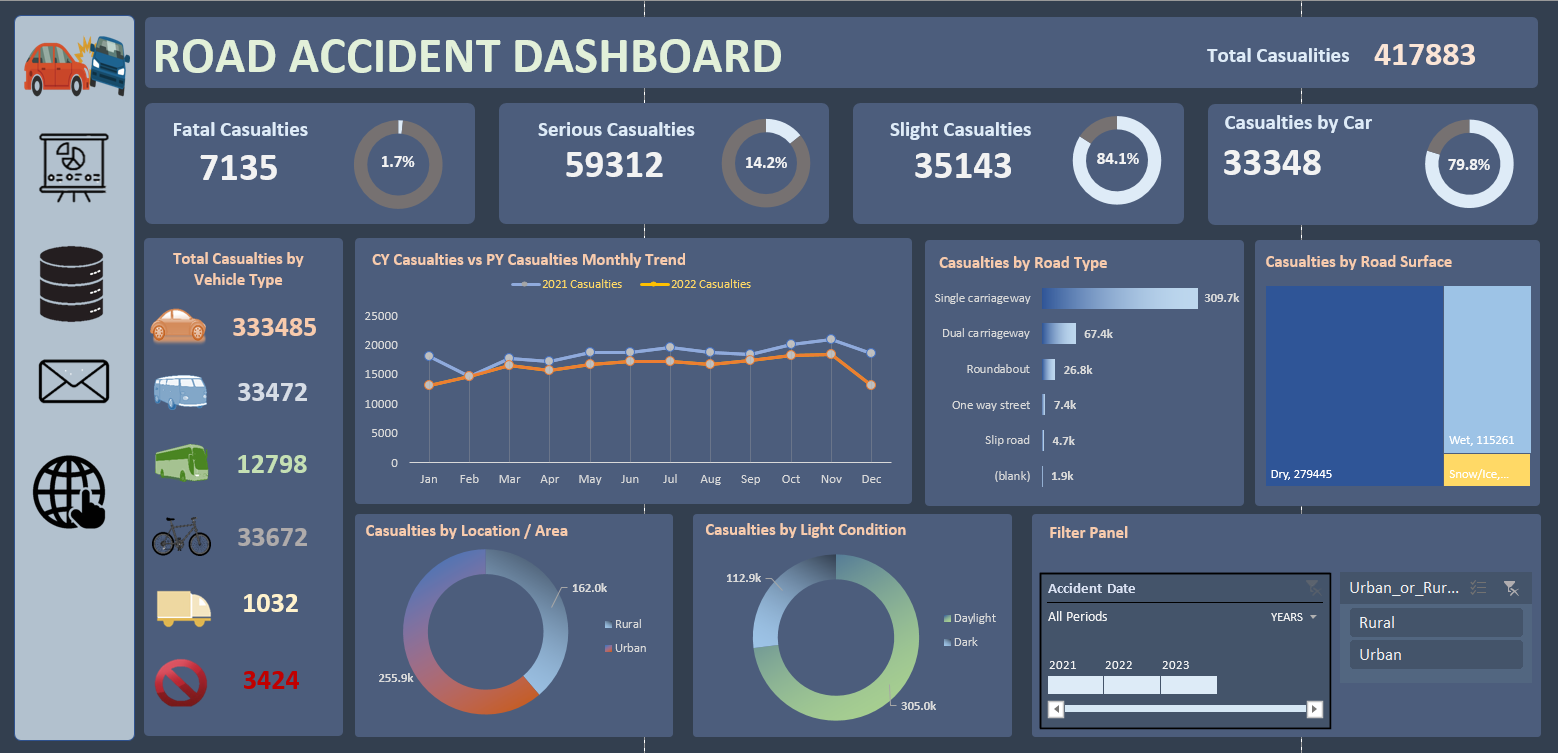 ROAD ACCIDENT DASHBOARD
Total Casualities
417883
Fatal Casualties
7135
1.7%
Serious Casualties
59312
14.2%
Slight Casualties
35143
84.1%
Casualties by Car
33348
79.8%
Total Casualties by
Vehicle Type
333485
33472
12798
33672
1032
3424
CY Casualties vs PY Casualties Monthly Trend
2021 Casualties
2022 Casualties
25000
20000
15000
10000
5000
0
Jan Feb Mar Apr May Jun Jul Aug Sep Oct Nov Dec
Casualties by Road Type
Single carriageway 309.7k
Dual carriageway 67.4k
Roundabout 26.8k
One way street 7.4k
Slip road 4.7k
(blank) 1.9k
Casualties by Road Surface
Wet, 115261
Dry, 279445
Snow/Ice,...
Casualties by Location / Area
162.0k
Rural
Urban
255.9k
Casualties by Light Condition
112.9k
Daylight
Dark
305.0k
Filter Panel
Accident Date
All Periods
YEARS
2021 2022 2023
Urban_or_Rur...
Rural
Urban